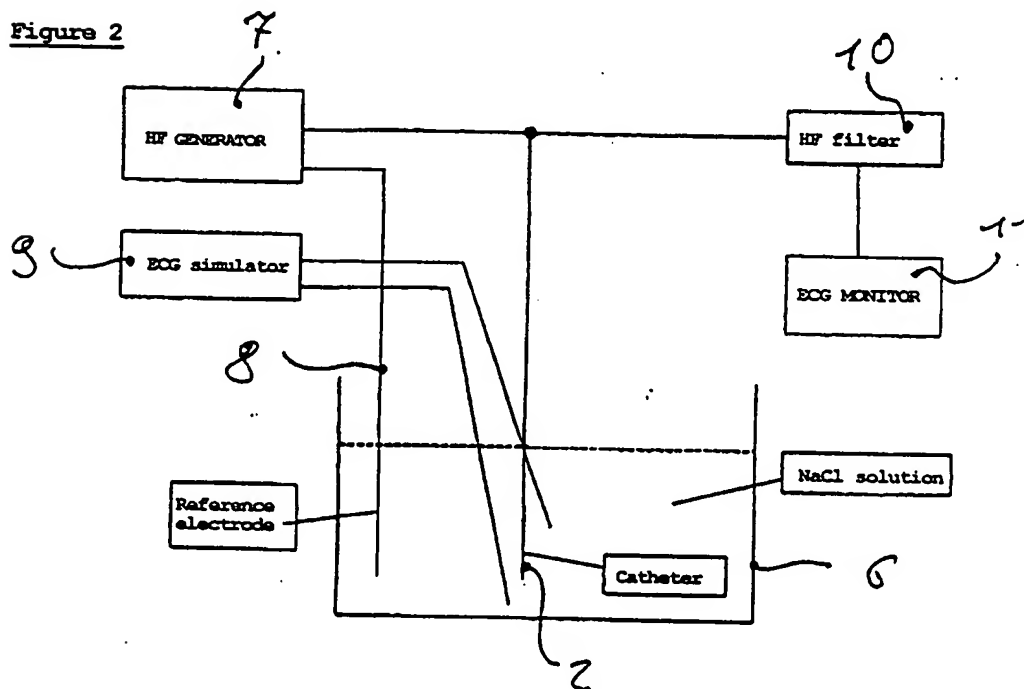 Figure 2
7
10
HF GENERATOR
HF filter
9
ECG simulator
11
ECG MONITOR
8
NaCl solution
Reference
electrode
Catheter
6
2